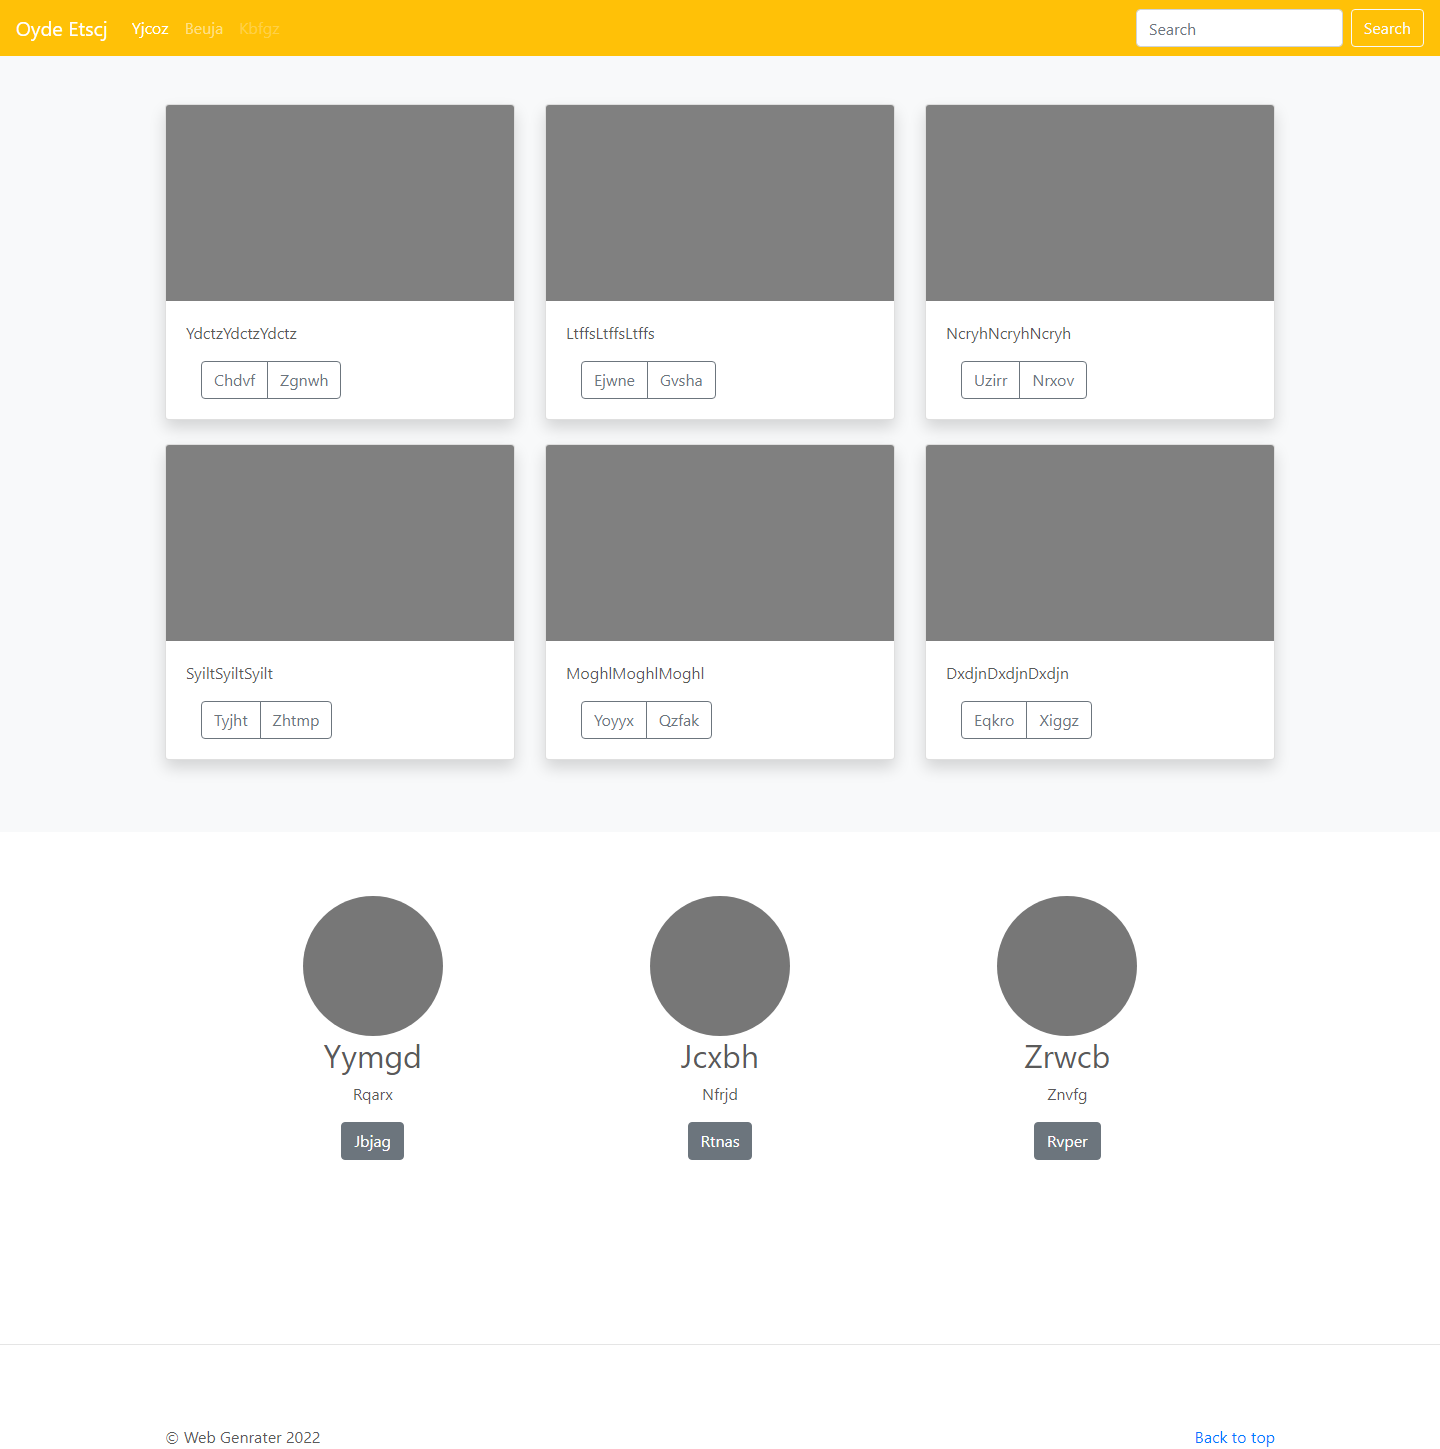 Oyde Etscj Yjcoz Beuja Kbfgz Search Search
YdctzYdctzYdctz LtffsLtffsLtffs NcryhNcryhNcryh
Chdvf Zgnwh Ejwne Gvsha Uzirr Nrxov
SyiltSyiltSyilt MoghlMoghlMoghl DxdjnDxdjnDxdjn
Tyjht Zhtmp Yoyyx Qzfak Eqkro Xiggz
Yymgd Jcxbh Zrwcb
Rqarx Nfrjd Znvfg
Jbjag Rtnas Rvper
© Web Genrater 2022 Back to top